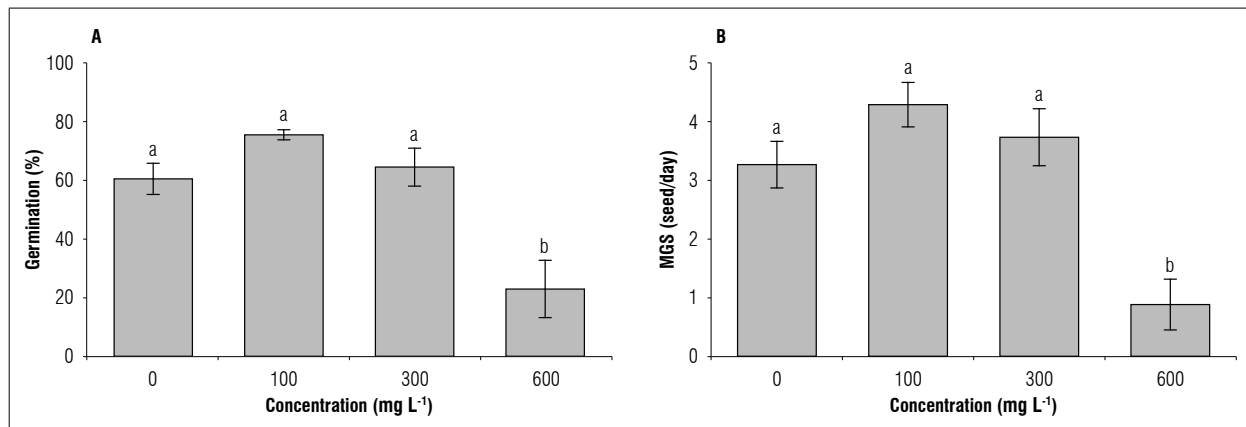 A
Germination (%)
100
80
60
40
20
0
a
a
a
b
0 100 300 600
Concentration (mg L-1)
B
MGS (seed/day)
5
4
3
2
1
0
a
a
a
b
0 100 300 600
Concentration (mg L-1)